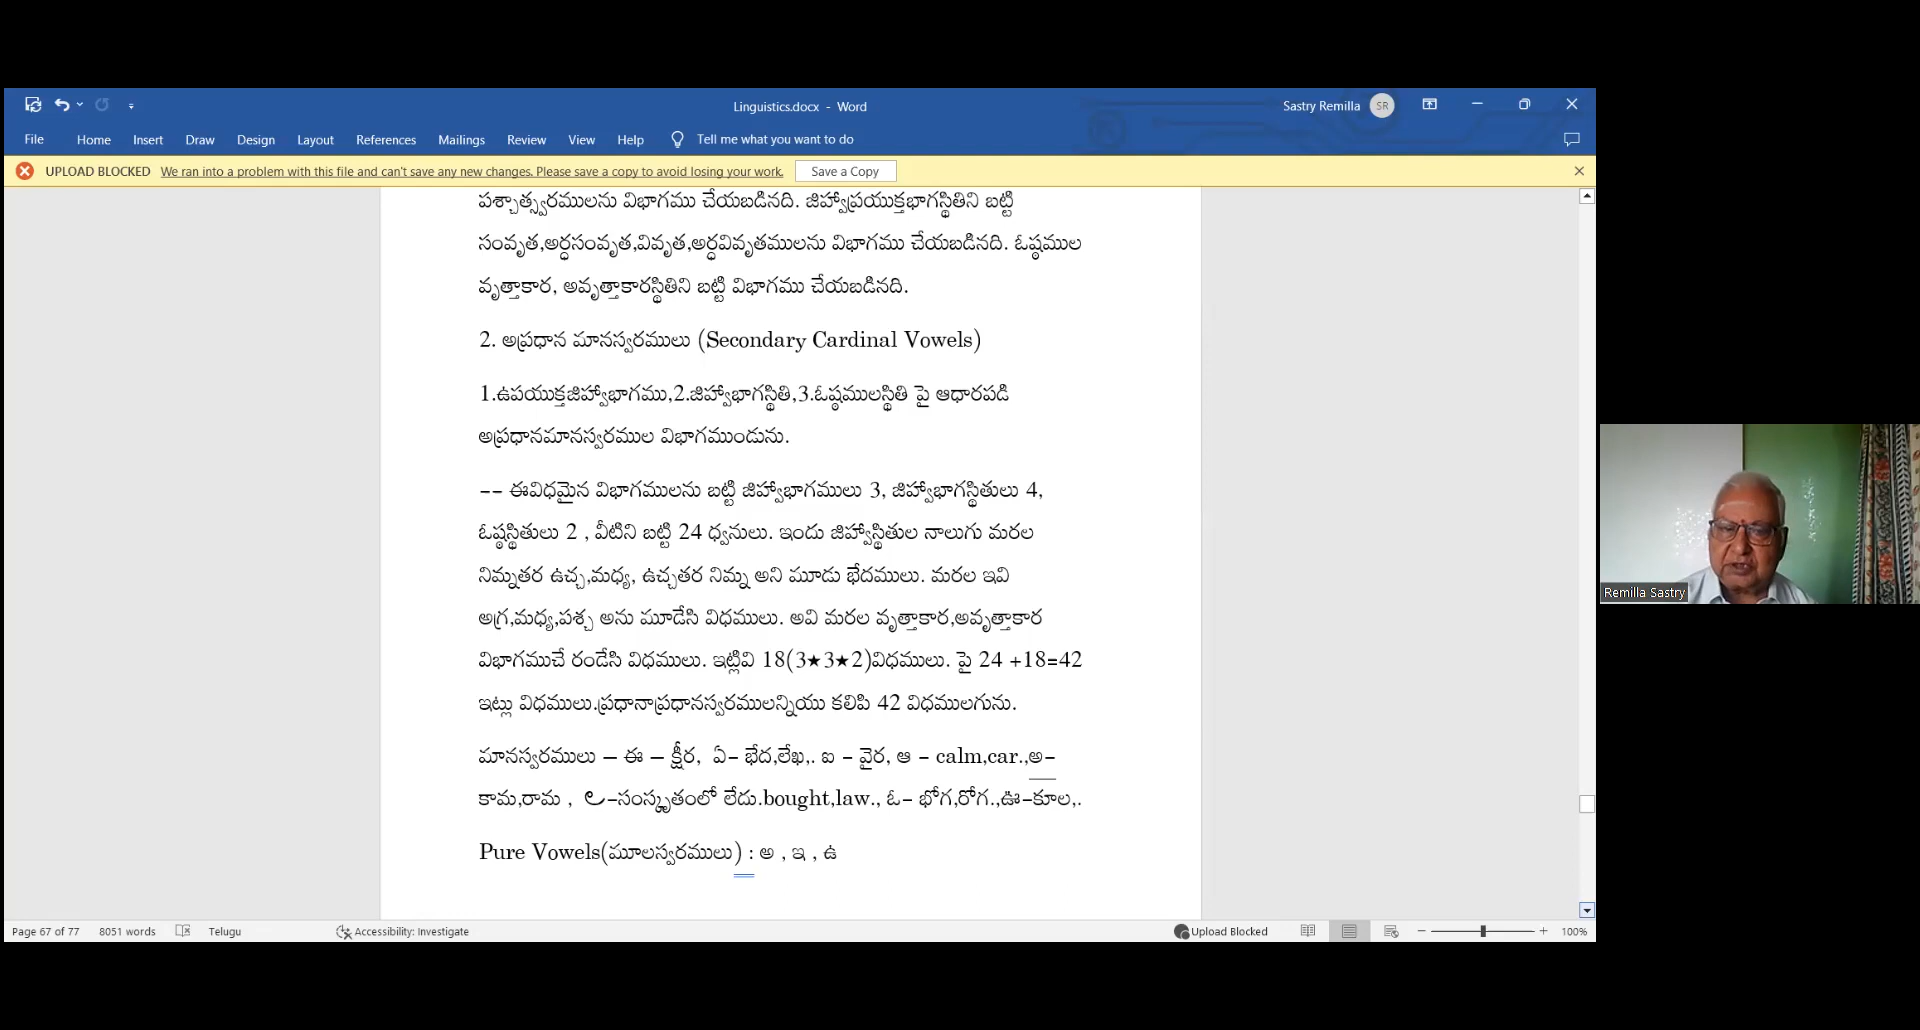 Linguistics.docx - Word
Sastry Remilla SR
File Home Insert Draw Design Layout References Mailings Review View Help Tell me what you want to do
UPLOAD BLOCKED We ran into a problem with this file and can't save any new changes. Please save a copy to avoid losing your work. Save a Copy
పశ్చాత్స్వరములను విభాగము చేయబడినది. జిహ్వాప్రయుక్తభాగస్థితిని బట్టి
సంవృత,అర్ధసంవృత,వివృత,అర్ధవివృతములను విభాగము చేయబడినది. ఓష్ఠముల
వృత్తాకార, అవృత్తాకారస్థితిని బట్టి విభాగము చేయబడినది.
2. అప్రధాన మానస్వరములు (Secondary Cardinal Vowels)
1.ఉపయుక్తజిహ్వాభాగము,2.జిహ్వాభాగస్థితి,3.ఓష్ఠములస్థితి పై ఆధారపడి
అప్రధానమానస్వరముల విభాగముండును.
-- ఈవిధమైన విభాగములను బట్టి జిహ్వాభాగములు 3, జిహ్వాభాగస్థితులు 4,
ఓష్ఠస్థితులు 2 , వీటిని బట్టి 24 ధ్వనులు. ఇందు జిహ్వాస్థితుల నాలుగు మరల
నిమ్నతర ఉచ్చ,మధ్య, ఉచ్చతర నిమ్న అని మూడు భేదములు. మరల ఇవి
అగ్ర,మధ్య,పశ్చ అను మూడేసి విధములు. అవి మరల వృత్తాకార,అవృత్తాకార
విభాగముచే రండేసి విధములు. ఇట్లివి 18(3★3★2)విధములు. పై 24 +18=42
ఇట్లు విధములు.ప్రధానాప్రధానస్వరములన్నియు కలిపి 42 విధములగును.
మానస్వరములు – ఈ – క్షీర, ఏ- భేద,లేఖ,. ఐ - వైర, ఆ - calm,car.,అ-
కామ,రామ , ఌ-సంస్కృతంలో లేదు.bought,law., ఓ- భోగ,రోగ.,ఊ-కూల,.
Pure Vowels(మూలస్వరములు) : అ , ఇ , ఉ
Remilla Sastry
Page 67 of 77 8051 words Telugu Accessibility: Investigate Upload Blocked 100%